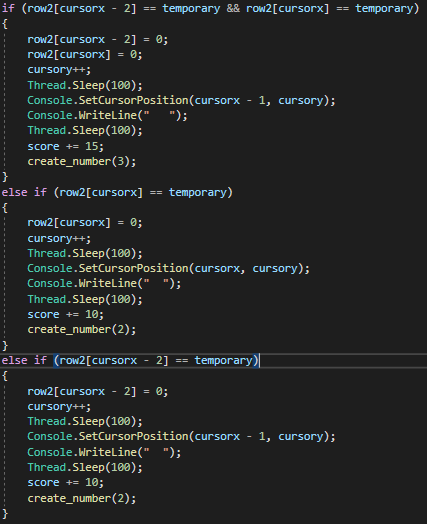 if (row2[cursorx - 2] == temporary && row2[cursorx] == temporary)
{
    row2[cursorx - 2] = 0;
    row2[cursorx] = 0;
    cursory++;
    Thread.Sleep(100);
    Console.SetCursorPosition(cursorx - 1, cursory);
    Console.WriteLine("   ");
    Thread.Sleep(100);
    score += 15;
    create_number(3);
}
else if (row2[cursorx] == temporary)
{
    row2[cursorx] = 0;
    cursory++;
    Thread.Sleep(100);
    Console.SetCursorPosition(cursorx, cursory);
    Console.WriteLine("  ");
    Thread.Sleep(100);
    score += 10;
    create_number(2);
}
else if (row2[cursorx - 2] == temporary)
{
    row2[cursorx - 2] = 0;
    cursory++;
    Thread.Sleep(100);
    Console.SetCursorPosition(cursorx - 1, cursory);
    Console.WriteLine("  ");
    Thread.Sleep(100);
    score += 10;
    create_number(2);
}